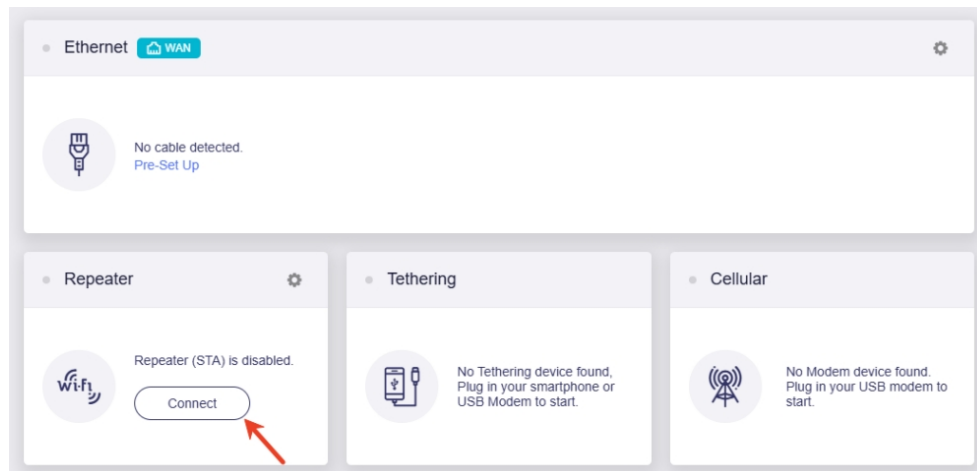 Ethernet WAN
No cable detected.
Pre-Set Up
Repeater
Tethering
Cellular
Wi-Fi
Repeater (STA) is disabled.
Connect
No Tethering device found,
Plug in your smartphone or
USB Modem to start.
No Modem device found.
Plug in your USB modem to
start.